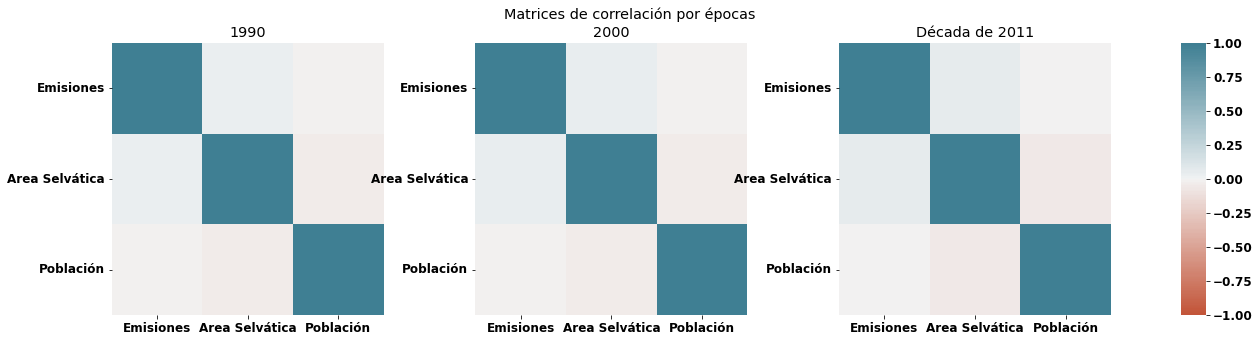 Matrices de correlación por épocas
1990
Emisiones
Area Selvática
Población
Emisiones Area Selvática Población
2000
Emisiones
Area Selvática
Población
Emisiones Area Selvática Población
Década de 2011
Emisiones
Area Selvática
Población
Emisiones Area Selvática Población
1.00
0.75
0.50
0.25
0.00
−0.25
−0.50
−0.75
−1.00